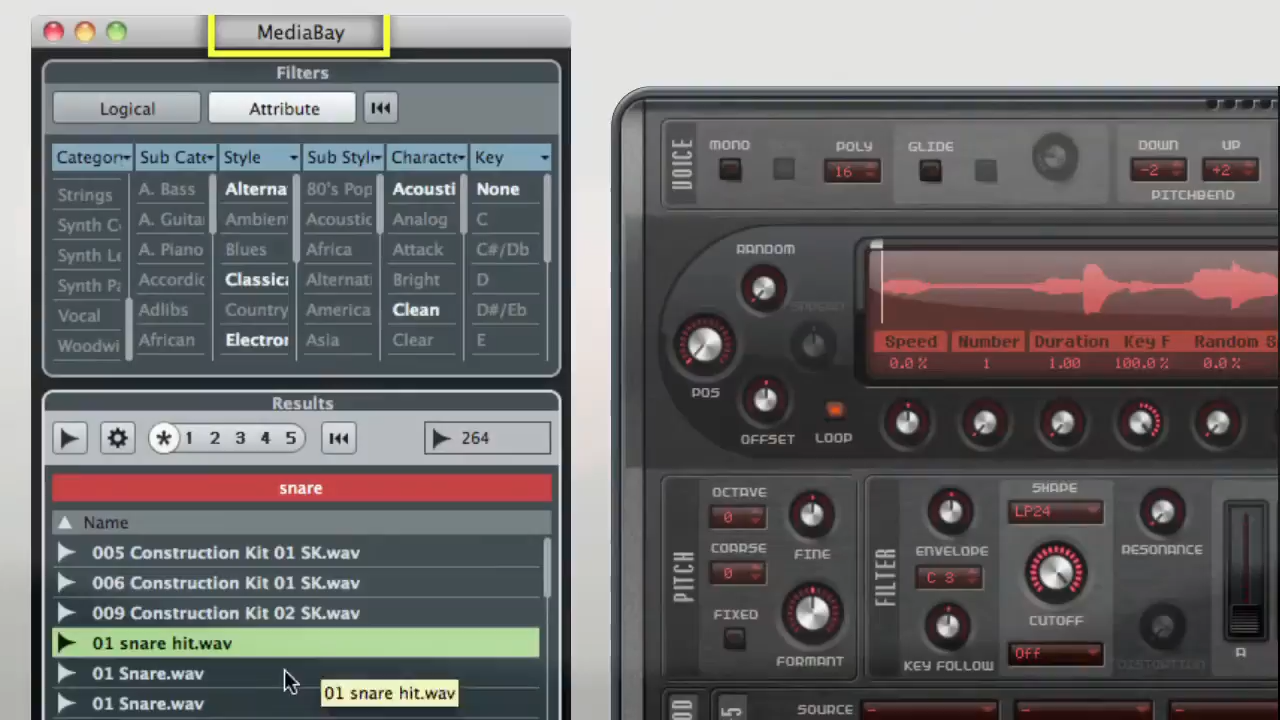 MediaBay
Filters
Logical
Attribute
Categor
Sub Cate
Style
Sub Style
Characte
Key
Strings
A. Bass
Alterna
80's Pop
Acousti
None
Synth C
A. Guita
Ambien
Acoustic
Analog
C
Synth Le
A. Piano
Blues
Africa
Attack
C#/Db
Synth Pa
Accordic
Classica
Alternati
Bright
D
Vocal
Adlibs
Country
America
Clean
D#/Eb
Woodwi
African
Electror
Asia
Clear
E
Results
* 1 2 3 4 5
264
snare
Name
005 Construction Kit 01 SK.wav
006 Construction Kit 01 SK.wav
009 Construction Kit 02 SK.wav
01 snare hit.wav
01 Snare.wav
01 snare hit.wav
01 Snare.wav
VOICE
MONO
POLY
16
GLIDE
DOWN
UP
-2
+2
PITCHBEND
RANDOM
SPREAD
POS
OFFSET
LOOP
Speed
Number
Duration
Key F
Random S
0.0 %
1
1.00
100.0 %
0.0 %
PITCH
OCTAVE
0
COARSE
0
FINE
FIXED
FORMANT
FILTER
ENVELOPE
C 3
KEY FOLLOW
SHAPE
LP24
CUTOFF
Off
RESONANCE
DISTORTION
A
SOURCE
-
-
-